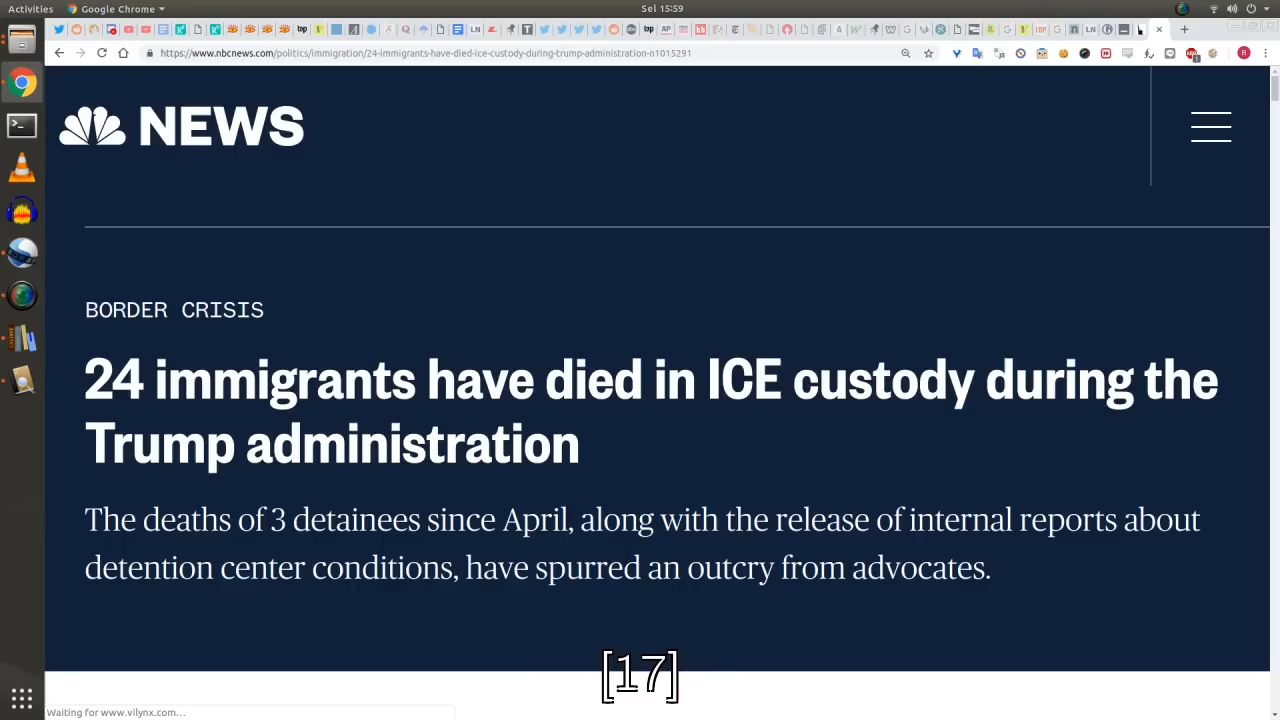 Activities Google Chrome Sel 15:59
https://www.nbcnews.com/politics/immigration/24-immigrants-have-died-ice-custody-during-trump-administration-n1015291
NEWS
BORDER CRISIS
24 immigrants have died in ICE custody during the
Trump administration
The deaths of 3 detainees since April, along with the release of internal reports about
detention center conditions, have spurred an outcry from advocates.
[17]
Waiting for www.vilynx.com...